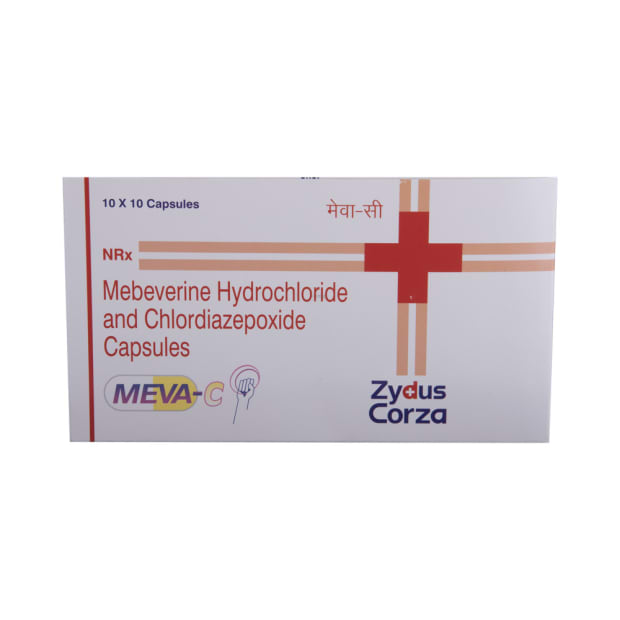 10 X 10 Capsules
मेवा-सी
NRx
Mebeverine Hydrochloride
and Chlordiazepoxide
Capsules
MEVA-C
Zydus
Corza